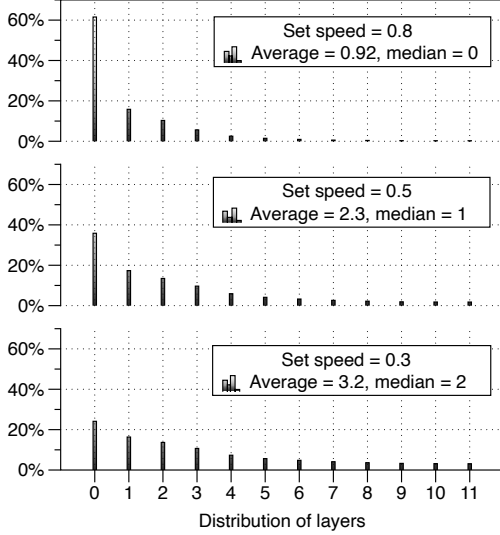 60%
40%
20%
0%
Set speed = 0.8
Average = 0.92, median = 0
60%
40%
20%
0%
Set speed = 0.5
Average = 2.3, median = 1
60%
40%
20%
0%
Set speed = 0.3
Average = 3.2, median = 2
0 1 2 3 4 5 6 7 8 9 10 11
Distribution of layers